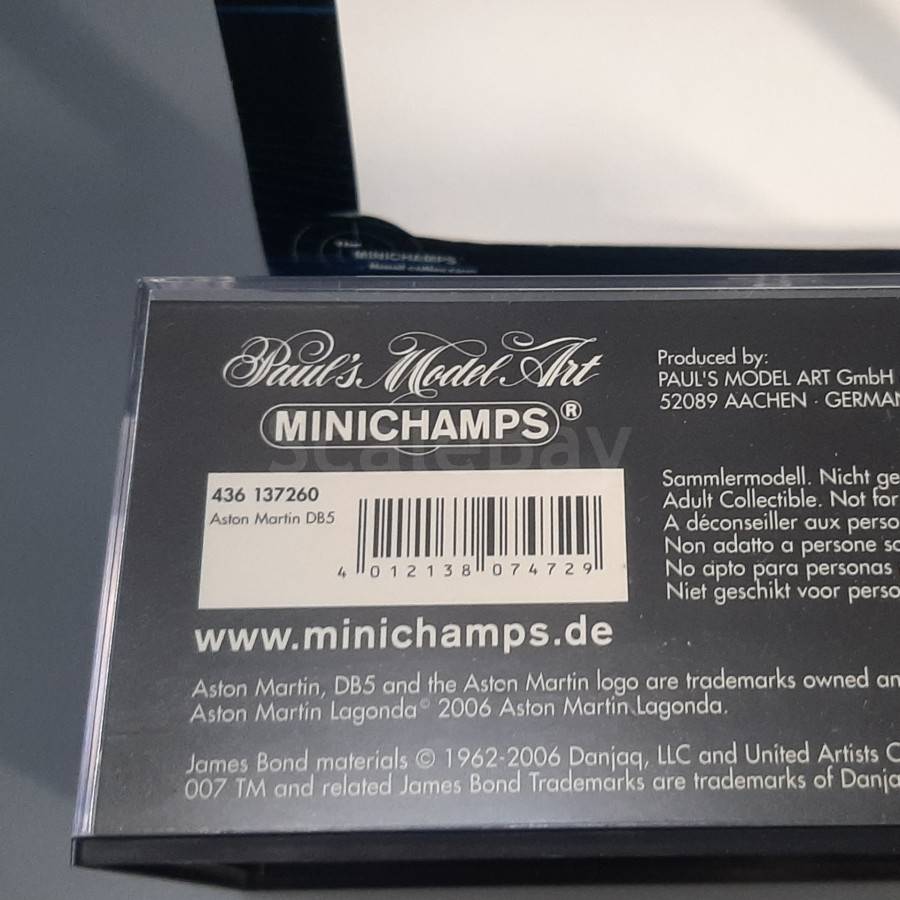 The
MINICHAMPS
Paul's Model Art
MINICHAMPS®
scalebay
436 137260
Aston Martin DB5
4 012138 074729
www.minichamps.de
Aston Martin, DB5 and the Aston Martin logo are trademarks owned an
Aston Martin Lagonda© 2006 Aston Martin Lagonda.
James Bond materials © 1962-2006 Danjaq, LLC and United Artists C
007 TM and related James Bond Trademarks are trademarks of Danja
Produced by:
PAUL'S MODEL ART GmbH
52089 AACHEN · GERMAN
Sammlermodell. Nicht ge
Adult Collectible. Not for
A déconseiller aux perso
Non adatto a persone so
No apto para personas
Niet geschikt voor perso